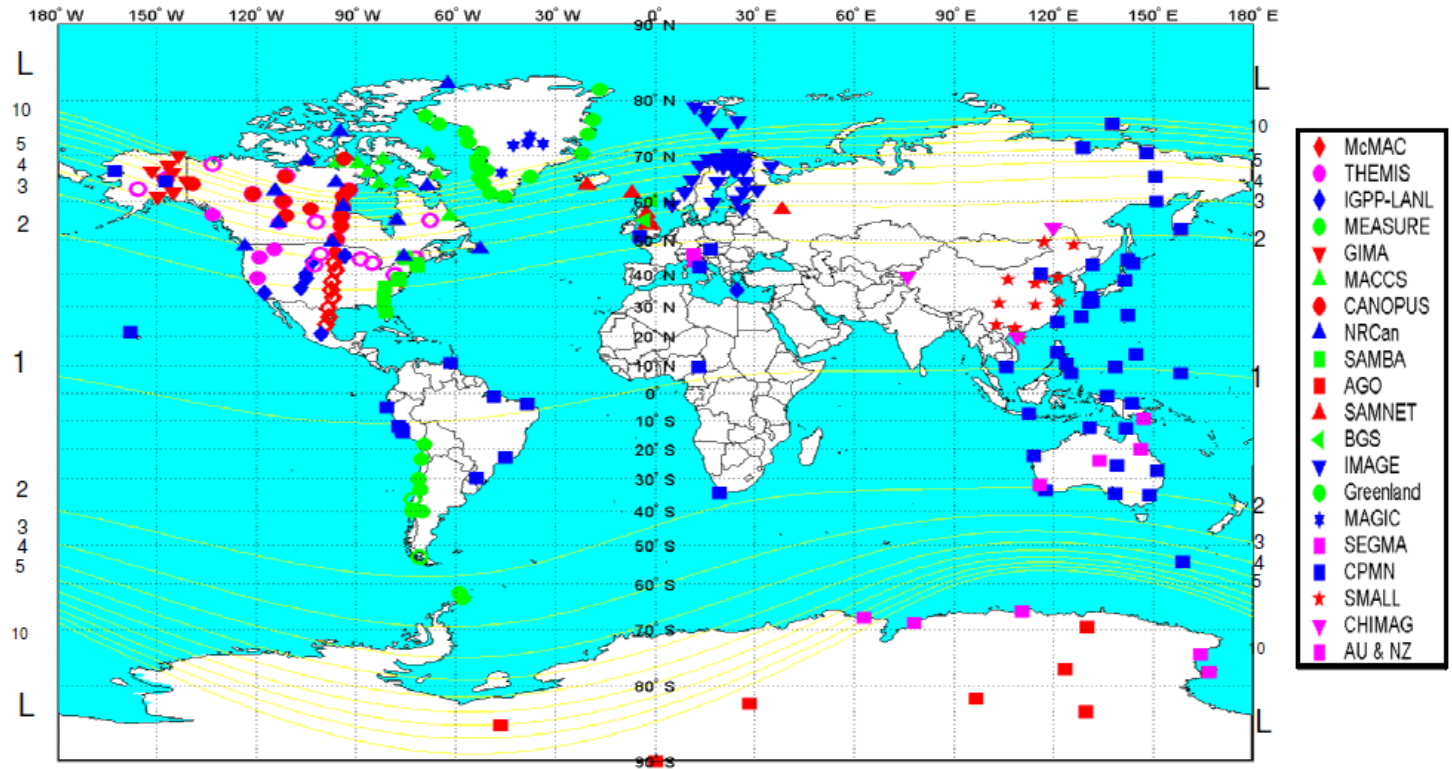 180° W 150° W 120° W 90° W 60° W 30° W 0° 30° E 60° E 90° E 120° E 150° E 180° E
90° N
L L
80° N
10 10
5 70° N 5
4 4
3 60° N 3
2 50° N 2
40° N
30° N
20° N
1 10° N 1
0
10° S
20° S
2 30° S 2
40° S
3 3
4 50° S 4
5 5
60° S
10 70° S 10
80° S
L L
90° S
McMAC
THEMIS
IGPP-LANL
MEASURE
GIMA
MACCS
CANOPUS
NRCan
SAMBA
AGO
SAMNET
BGS
IMAGE
Greenland
MAGIC
SEGMA
CPMN
SMALL
CHIMAG
AU & NZ